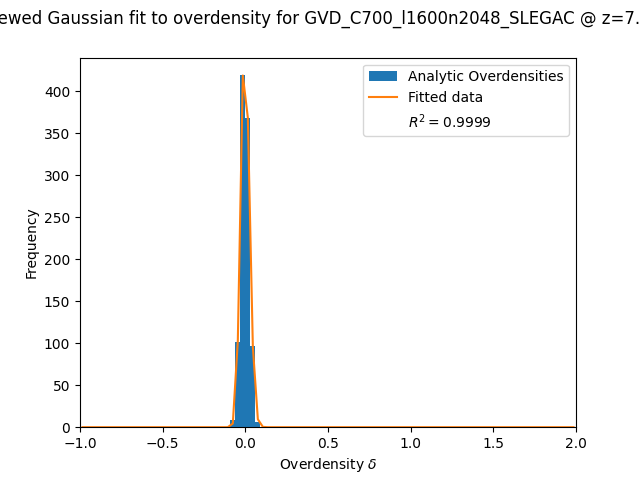 ewed Gaussian fit to overdensity for GVD_C700_l1600n2048_SLEGAC @ z=7.
Analytic Overdensities
Fitted data
R² = 0.9999
Frequency
400
350
300
250
200
150
100
50
0
−1.0 −0.5 0.0 0.5 1.0 1.5 2.0
Overdensity δ